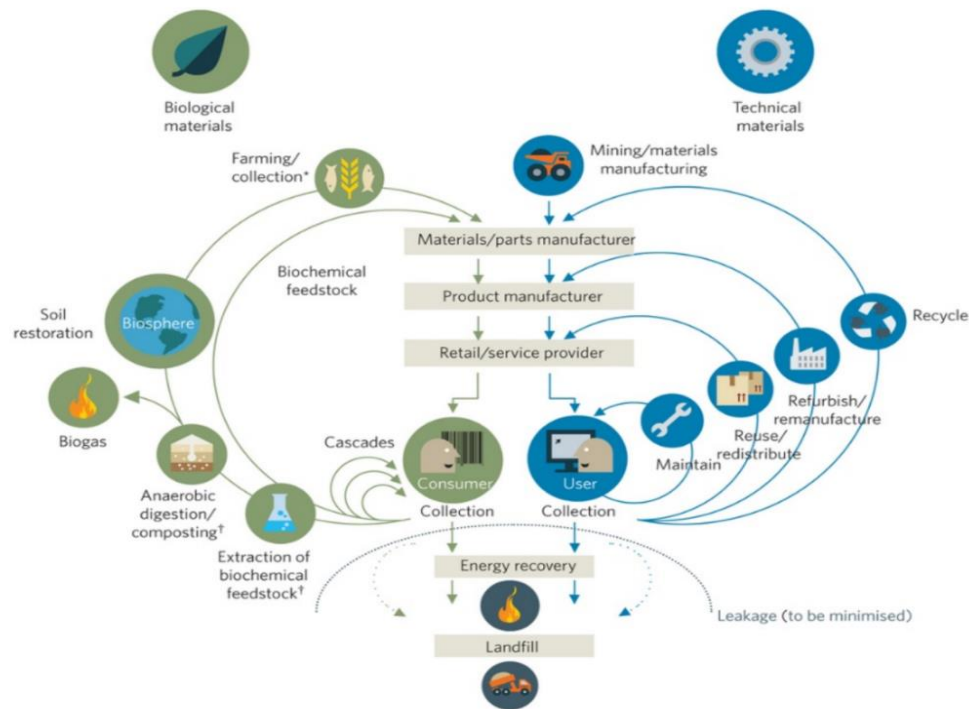 Biological
materials
Technical
materials
Farming/
collection*
Mining/materials
manufacturing
Materials/parts manufacturer
Biochemical
feedstock
Product manufacturer
Soil
restoration
Biosphere
Recycle
Retail/service provider
Refurbish/
remanufacture
Biogas
Reuse/
redistribute
Cascades
Maintain
Consumer
User
Anaerobic
digestion/
composting†
Collection
Collection
Extraction of
biochemical
feedstock†
Energy recovery
Leakage (to be minimised)
Landfill